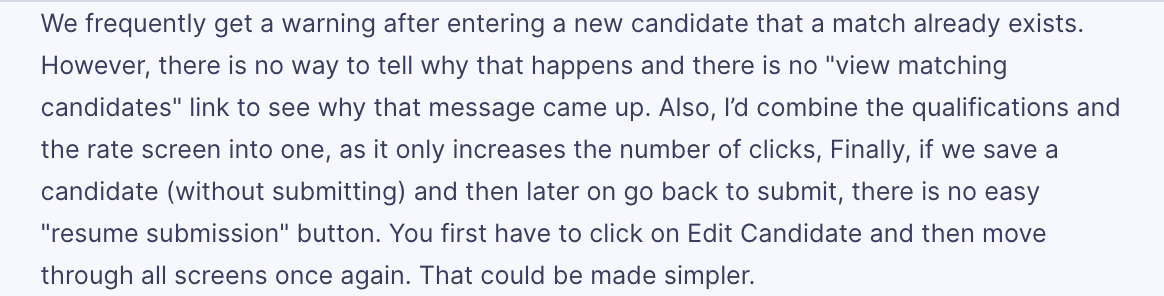 We frequently get a warning after entering a new candidate that a match already exists.
However, there is no way to tell why that happens and there is no "view matching
candidates" link to see why that message came up. Also, I’d combine the qualifications and
the rate screen into one, as it only increases the number of clicks, Finally, if we save a
candidate (without submitting) and then later on go back to submit, there is no easy
"resume submission" button. You first have to click on Edit Candidate and then move
through all screens once again. That could be made simpler.